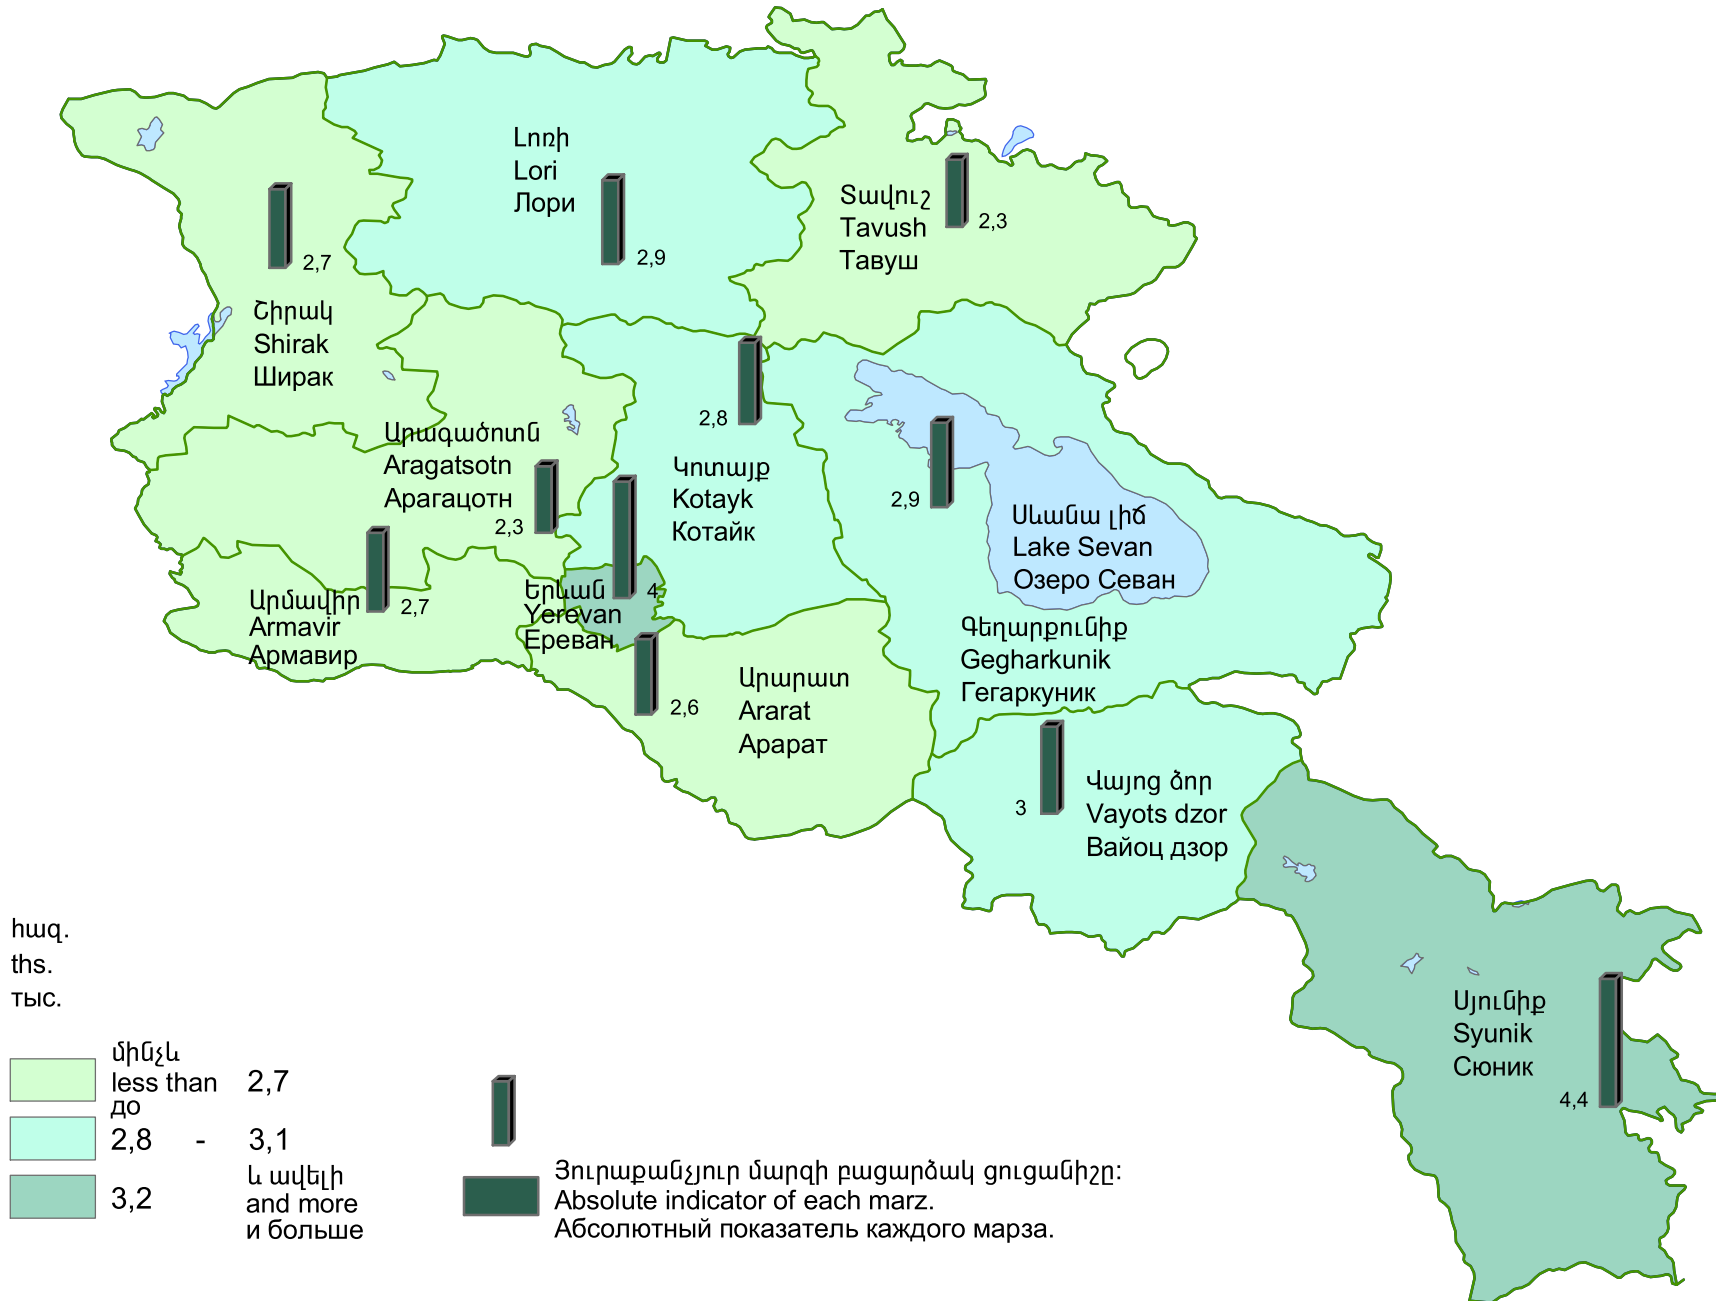 Լոռի
Lori
Лори
2,9
Տավուշ
Tavush
Тавуш
2,3
2,7
Շիրակ
Shirak
Ширак
2,8
Արագածոտն
Aragatsotn
Арагацотн
2,3
Կոտայք
Kotayk
Котайк
2,9
Սևանա լիճ
Lake Sevan
Озеро Севан
Արմավիր
Armavir
Армавир
2,7
Երևան
Yerevan
Ереван
4
Գեղարքունիք
Gegharkunik
Гегаркуник
2,6
Արարատ
Ararat
Арарат
3
Վայոց ձոր
Vayots dzor
Вайоц дзор
Սյունիք
Syunik
Сюник
4,4
հազ.
ths.
тыс.
մինչև
less than 2,7
до
2,8 - 3,1
3,2
և ավելի
and more
и больше
Յուրաքանչյուր մարզի բացարձակ ցուցանիշը:
Absolute indicator of each marz.
Абсолютный показатель каждого марза.